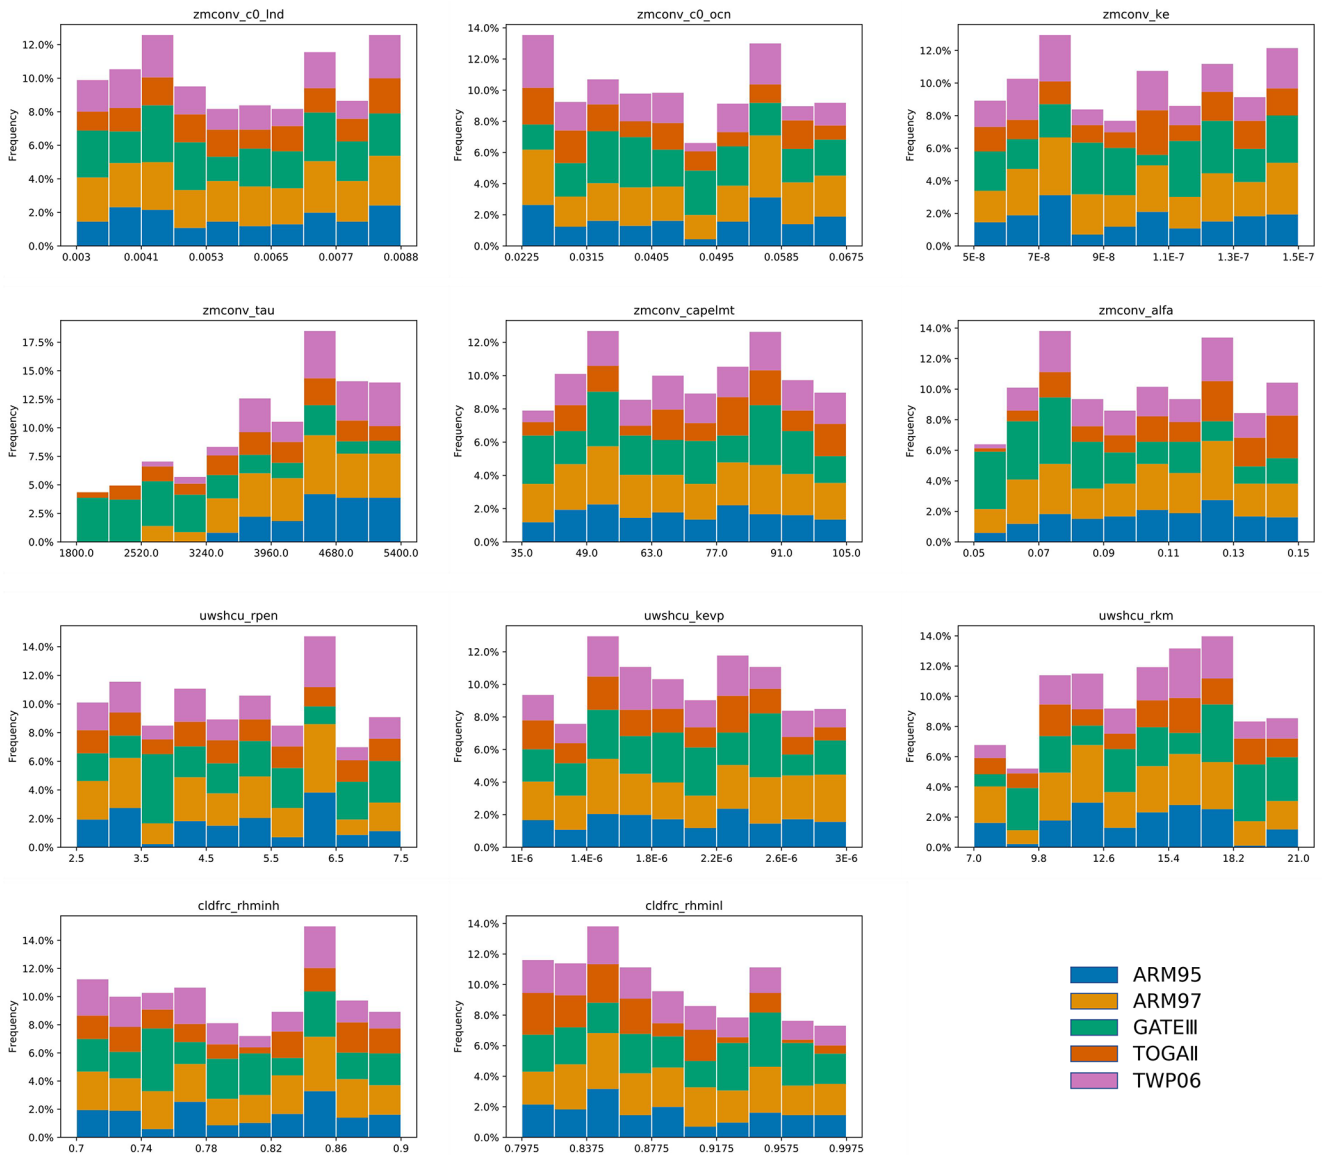 zmconv_c0_lnd
zmconv_c0_ocn
zmconv_ke
Frequency
12.0%
10.0%
8.0%
6.0%
4.0%
2.0%
0.0%
0.003 0.0041 0.0053 0.0065 0.0077 0.0088
Frequency
14.0%
12.0%
10.0%
8.0%
6.0%
4.0%
2.0%
0.0%
0.0225 0.0315 0.0405 0.0495 0.0585 0.0675
Frequency
12.0%
10.0%
8.0%
6.0%
4.0%
2.0%
0.0%
5E-8 7E-8 9E-8 1.1E-7 1.3E-7 1.5E-7
zmconv_tau
zmconv_capelmt
zmconv_alfa
Frequency
17.5%
15.0%
12.5%
10.0%
7.5%
5.0%
2.5%
0.0%
1800.0 2520.0 3240.0 3960.0 4680.0 5400.0
Frequency
12.0%
10.0%
8.0%
6.0%
4.0%
2.0%
0.0%
35.0 49.0 63.0 77.0 91.0 105.0
Frequency
14.0%
12.0%
10.0%
8.0%
6.0%
4.0%
2.0%
0.0%
0.05 0.07 0.09 0.11 0.13 0.15
uwshcu_rpen
uwshcu_kevp
uwshcu_rkm
Frequency
14.0%
12.0%
10.0%
8.0%
6.0%
4.0%
2.0%
0.0%
2.5 3.5 4.5 5.5 6.5 7.5
Frequency
12.0%
10.0%
8.0%
6.0%
4.0%
2.0%
0.0%
1E-6 1.4E-6 1.8E-6 2.2E-6 2.6E-6 3E-6
Frequency
14.0%
12.0%
10.0%
8.0%
6.0%
4.0%
2.0%
0.0%
7.0 9.8 12.6 15.4 18.2 21.0
cldfrc_rhminh
cldfrc_rhminl
Frequency
14.0%
12.0%
10.0%
8.0%
6.0%
4.0%
2.0%
0.0%
0.7 0.74 0.78 0.82 0.86 0.9
Frequency
14.0%
12.0%
10.0%
8.0%
6.0%
4.0%
2.0%
0.0%
0.7975 0.8375 0.8775 0.9175 0.9575 0.9975
ARM95
ARM97
GATEⅢ
TOGAⅡ
TWP06